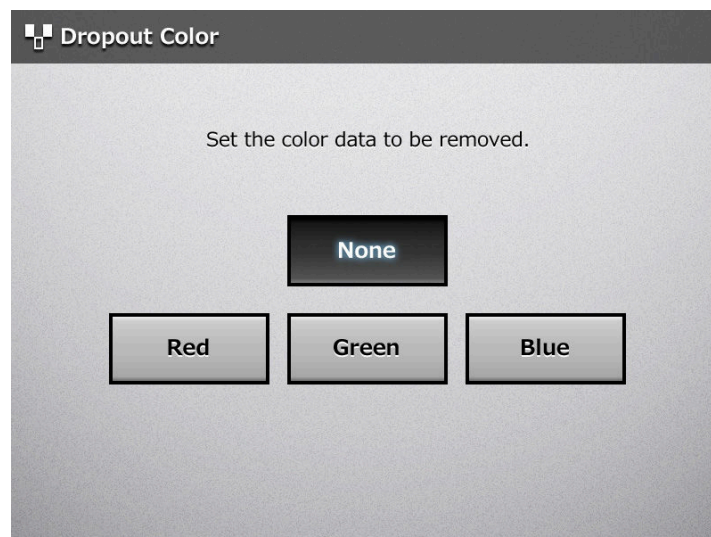 Dropout Color
Set the color data to be removed.
None
Red Green Blue